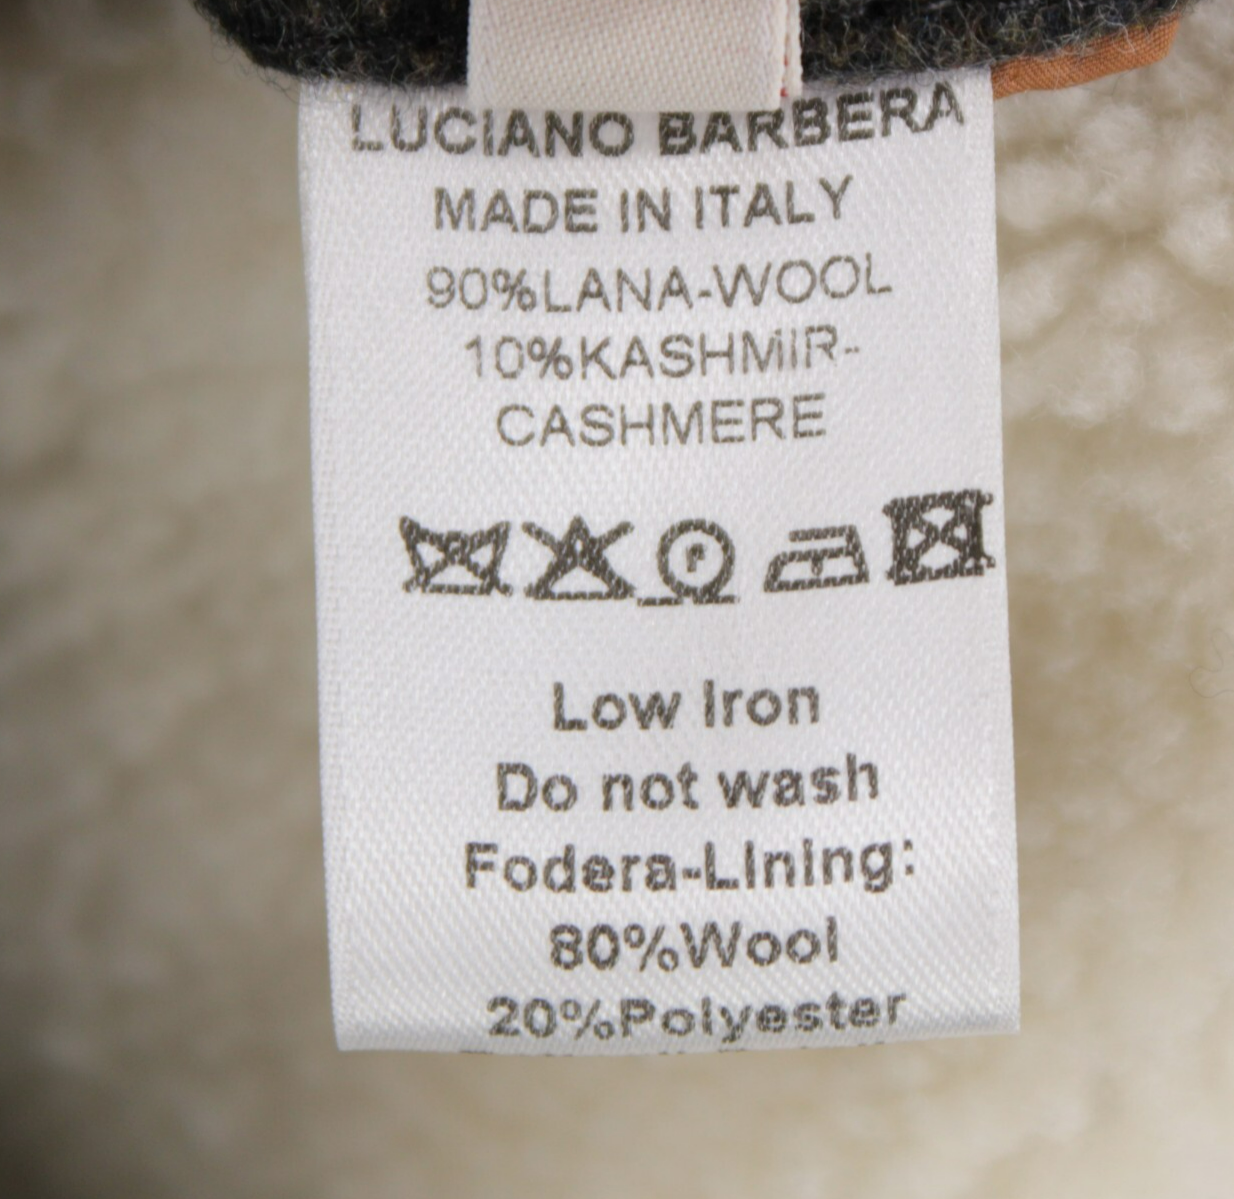 LUCIANO BARBERA
MADE IN ITALY
90%LANA-WOOL
10%KASHMIR-
CASHMERE
P
Low Iron
Do not wash
Fodera-LIning:
80%Wool
20%Polyester